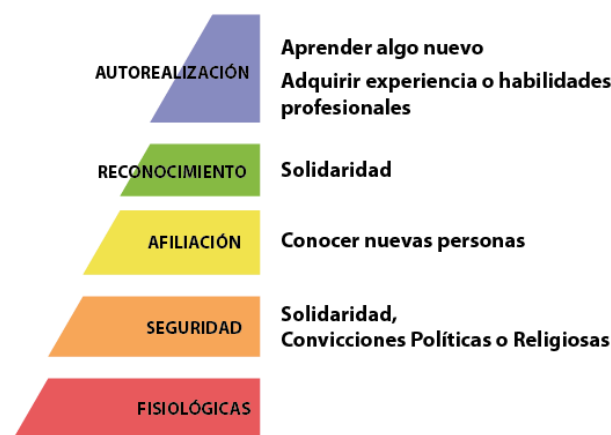 AUTOREALIZACIÓN
Aprender algo nuevo
Adquirir experiencia o habilidades
profesionales
RECONOCIMIENTO
Solidaridad
AFILIACIÓN
Conocer nuevas personas
SEGURIDAD
Solidaridad,
Convicciones Políticas o Religiosas
FISIOLÓGICAS